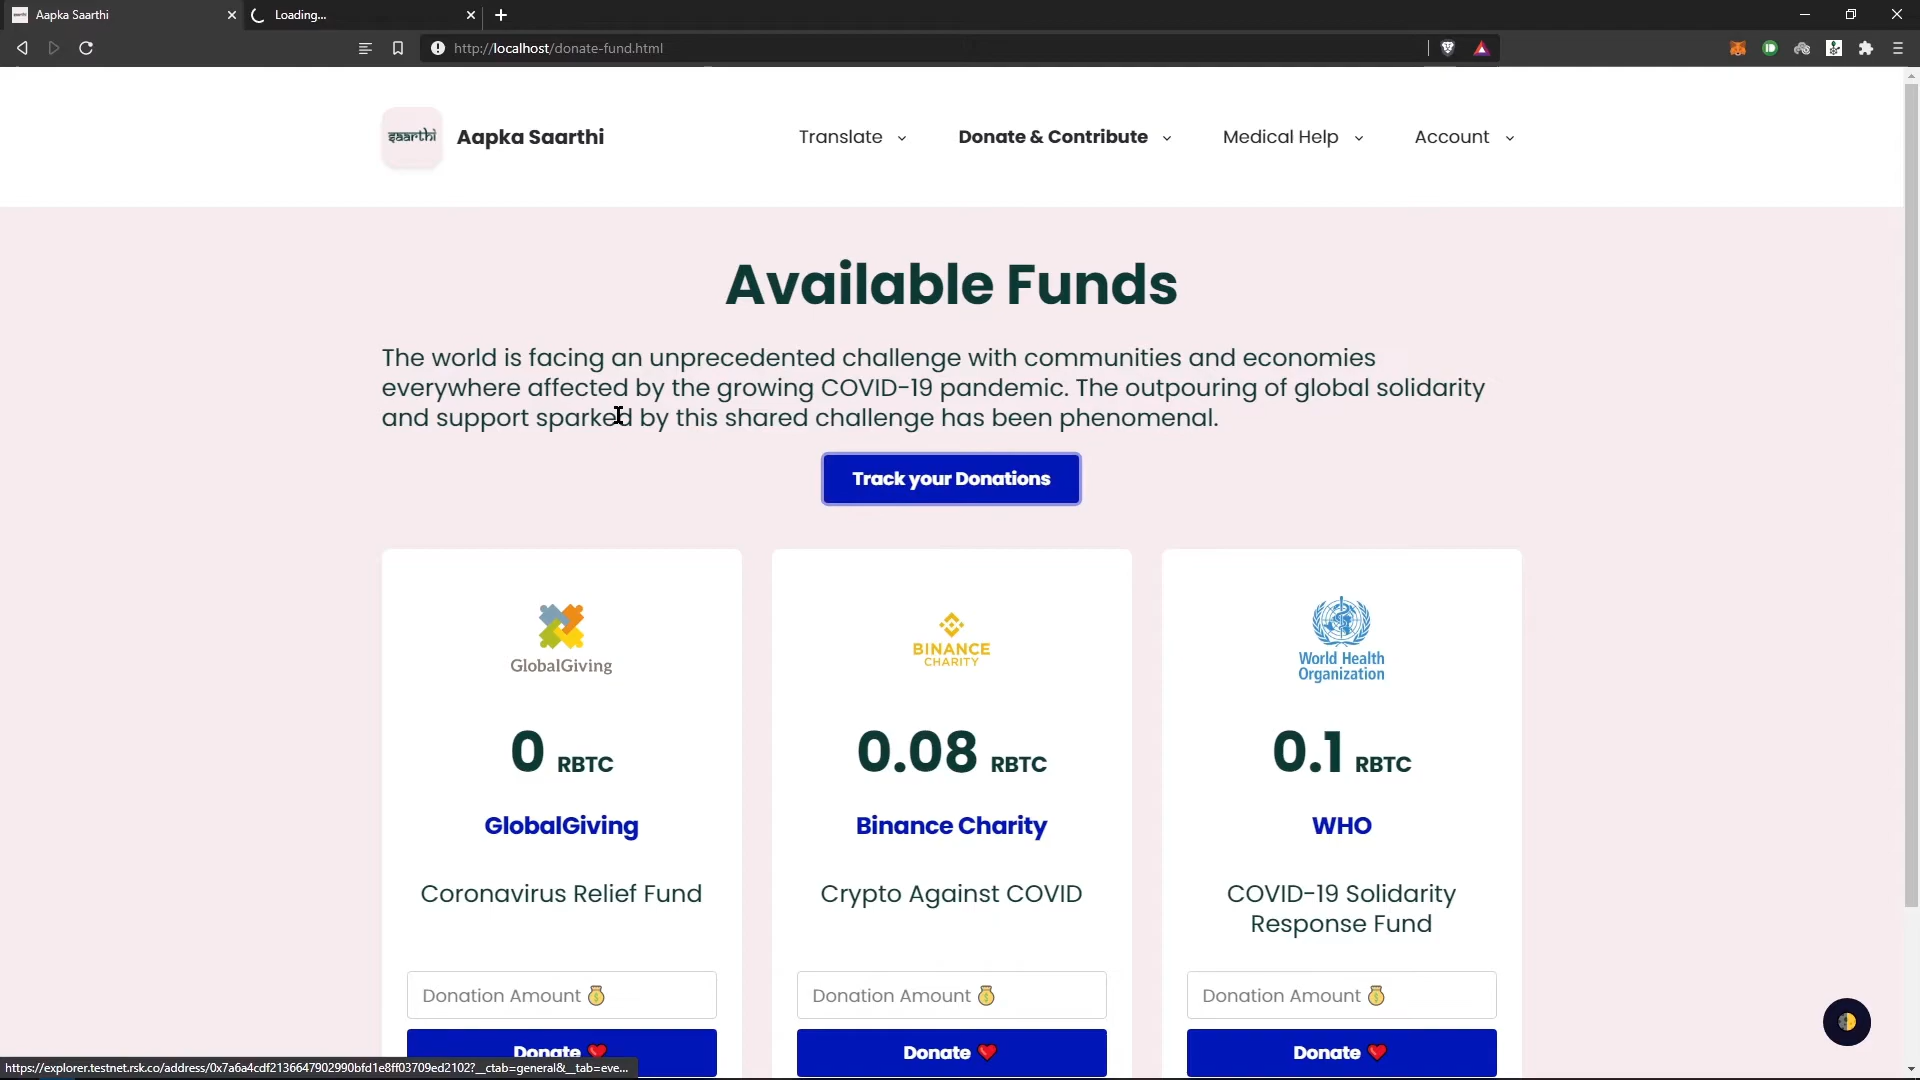 Aapka Saarthi
Loading...
http://localhost/donate-fund.html
saarthi
Aapka Saarthi
Translate
Donate & Contribute
Medical Help
Account
Available Funds
The world is facing an unprecedented challenge with communities and economies
everywhere affected by the growing COVID-19 pandemic. The outpouring of global solidarity
and support sparked by this shared challenge has been phenomenal.
Track your Donations
GlobalGiving
BINANCE
CHARITY
World Health
Organization
0 RBTC
0.08 RBTC
0.1 RBTC
GlobalGiving
Binance Charity
WHO
Coronavirus Relief Fund
Crypto Against COVID
COVID-19 Solidarity
Response Fund
Donation Amount 💰
Donation Amount 💰
Donation Amount 💰
Donate ❤️
Donate ❤️
Donate ❤️
https://explorer.testnet.rsk.co/address/0x7a6a4cdf2136647902990bfd1e8ff03709ed2102?__ctab=general&__tab=eve...